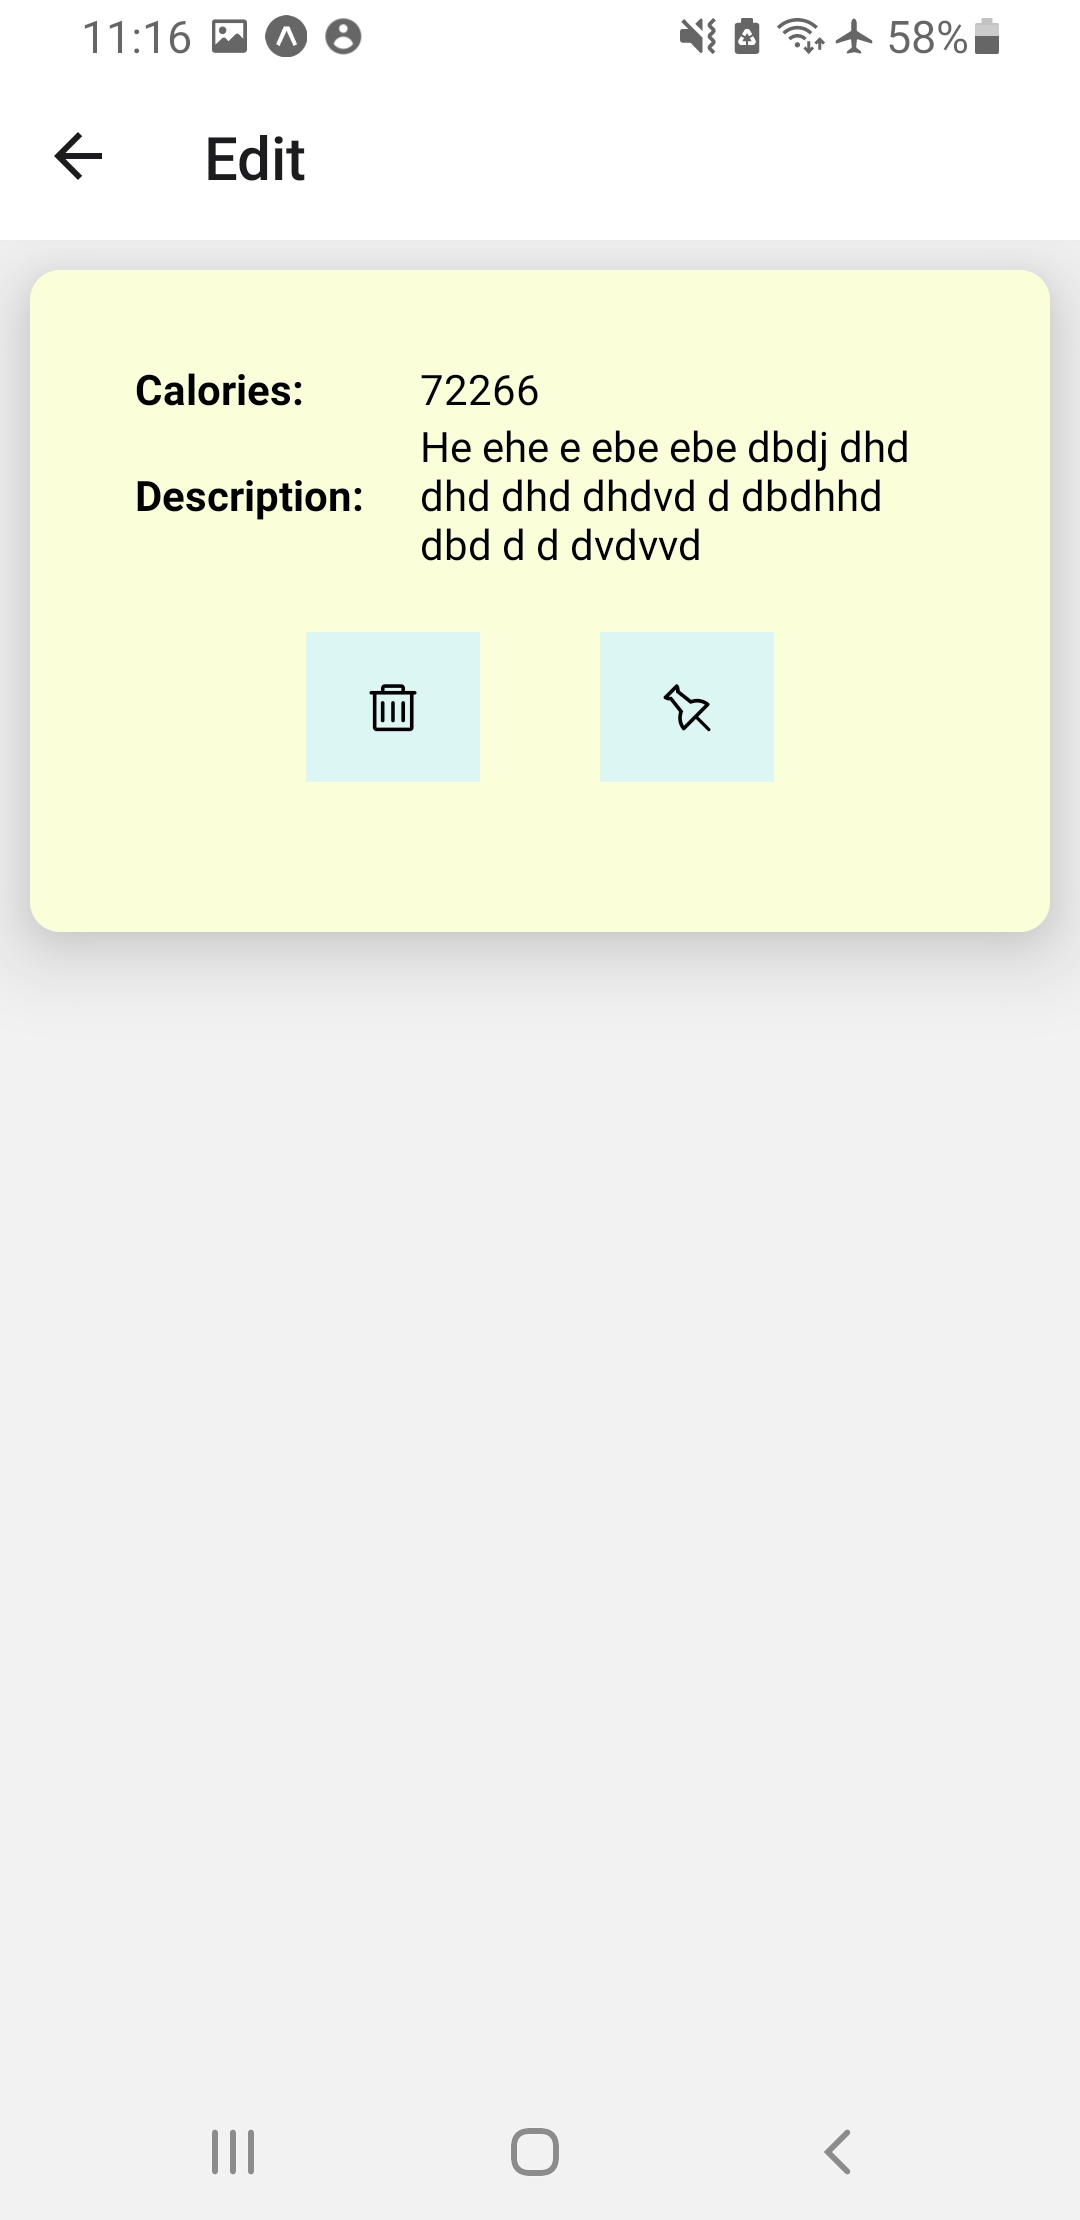 11:16 58%
Edit
Calories: 72266
He ehe e ebe ebe dbdj dhd
Description: dhd dhd dhdvd d dbdhhd
dbd d d dvdvvd